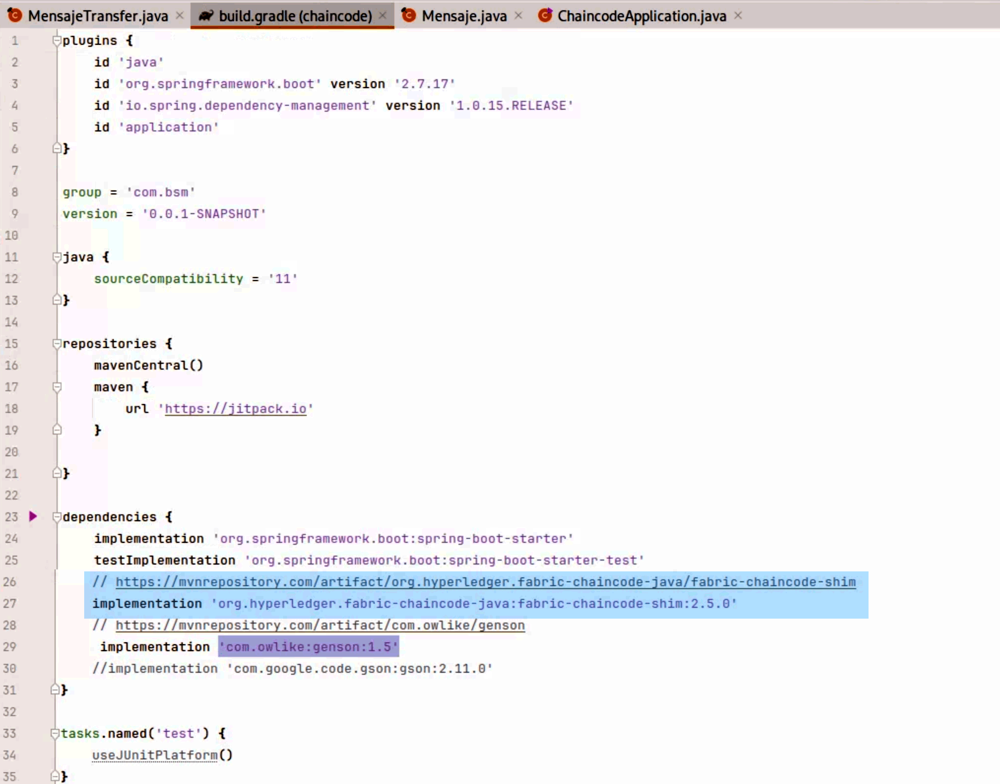 MensajeTransfer.java × build.gradle (chaincode) × Mensaje.java × ChaincodeApplication.java ×
1 plugins {
2 id 'java'
3 id 'org.springframework.boot' version '2.7.17'
4 id 'io.spring.dependency-management' version '1.0.15.RELEASE'
5 id 'application'
6 }
7
8 group = 'com.bsm'
9 version = '0.0.1-SNAPSHOT'
10
11 java {
12 sourceCompatibility = '11'
13 }
14
15 repositories {
16 mavenCentral()
17 maven {
18 url 'https://jitpack.io'
19 }
20
21 }
22
23 dependencies {
24 implementation 'org.springframework.boot:spring-boot-starter'
25 testImplementation 'org.springframework.boot:spring-boot-starter-test'
26 // https://mvnrepository.com/artifact/org.hyperledger.fabric-chaincode-java/fabric-chaincode-shim
27 implementation 'org.hyperledger.fabric-chaincode-java:fabric-chaincode-shim:2.5.0'
28 // https://mvnrepository.com/artifact/com.owlike/genson
29 implementation 'com.owlike:genson:1.5'
30 //implementation 'com.google.code.gson:gson:2.11.0'
31 }
32
33 tasks.named('test') {
34 useJUnitPlatform()
35 }